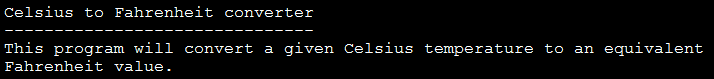 Celsius to Fahrenheit converter
-------------------------------
This program will convert a given Celsius temperature to an equivalent
Fahrenheit value.